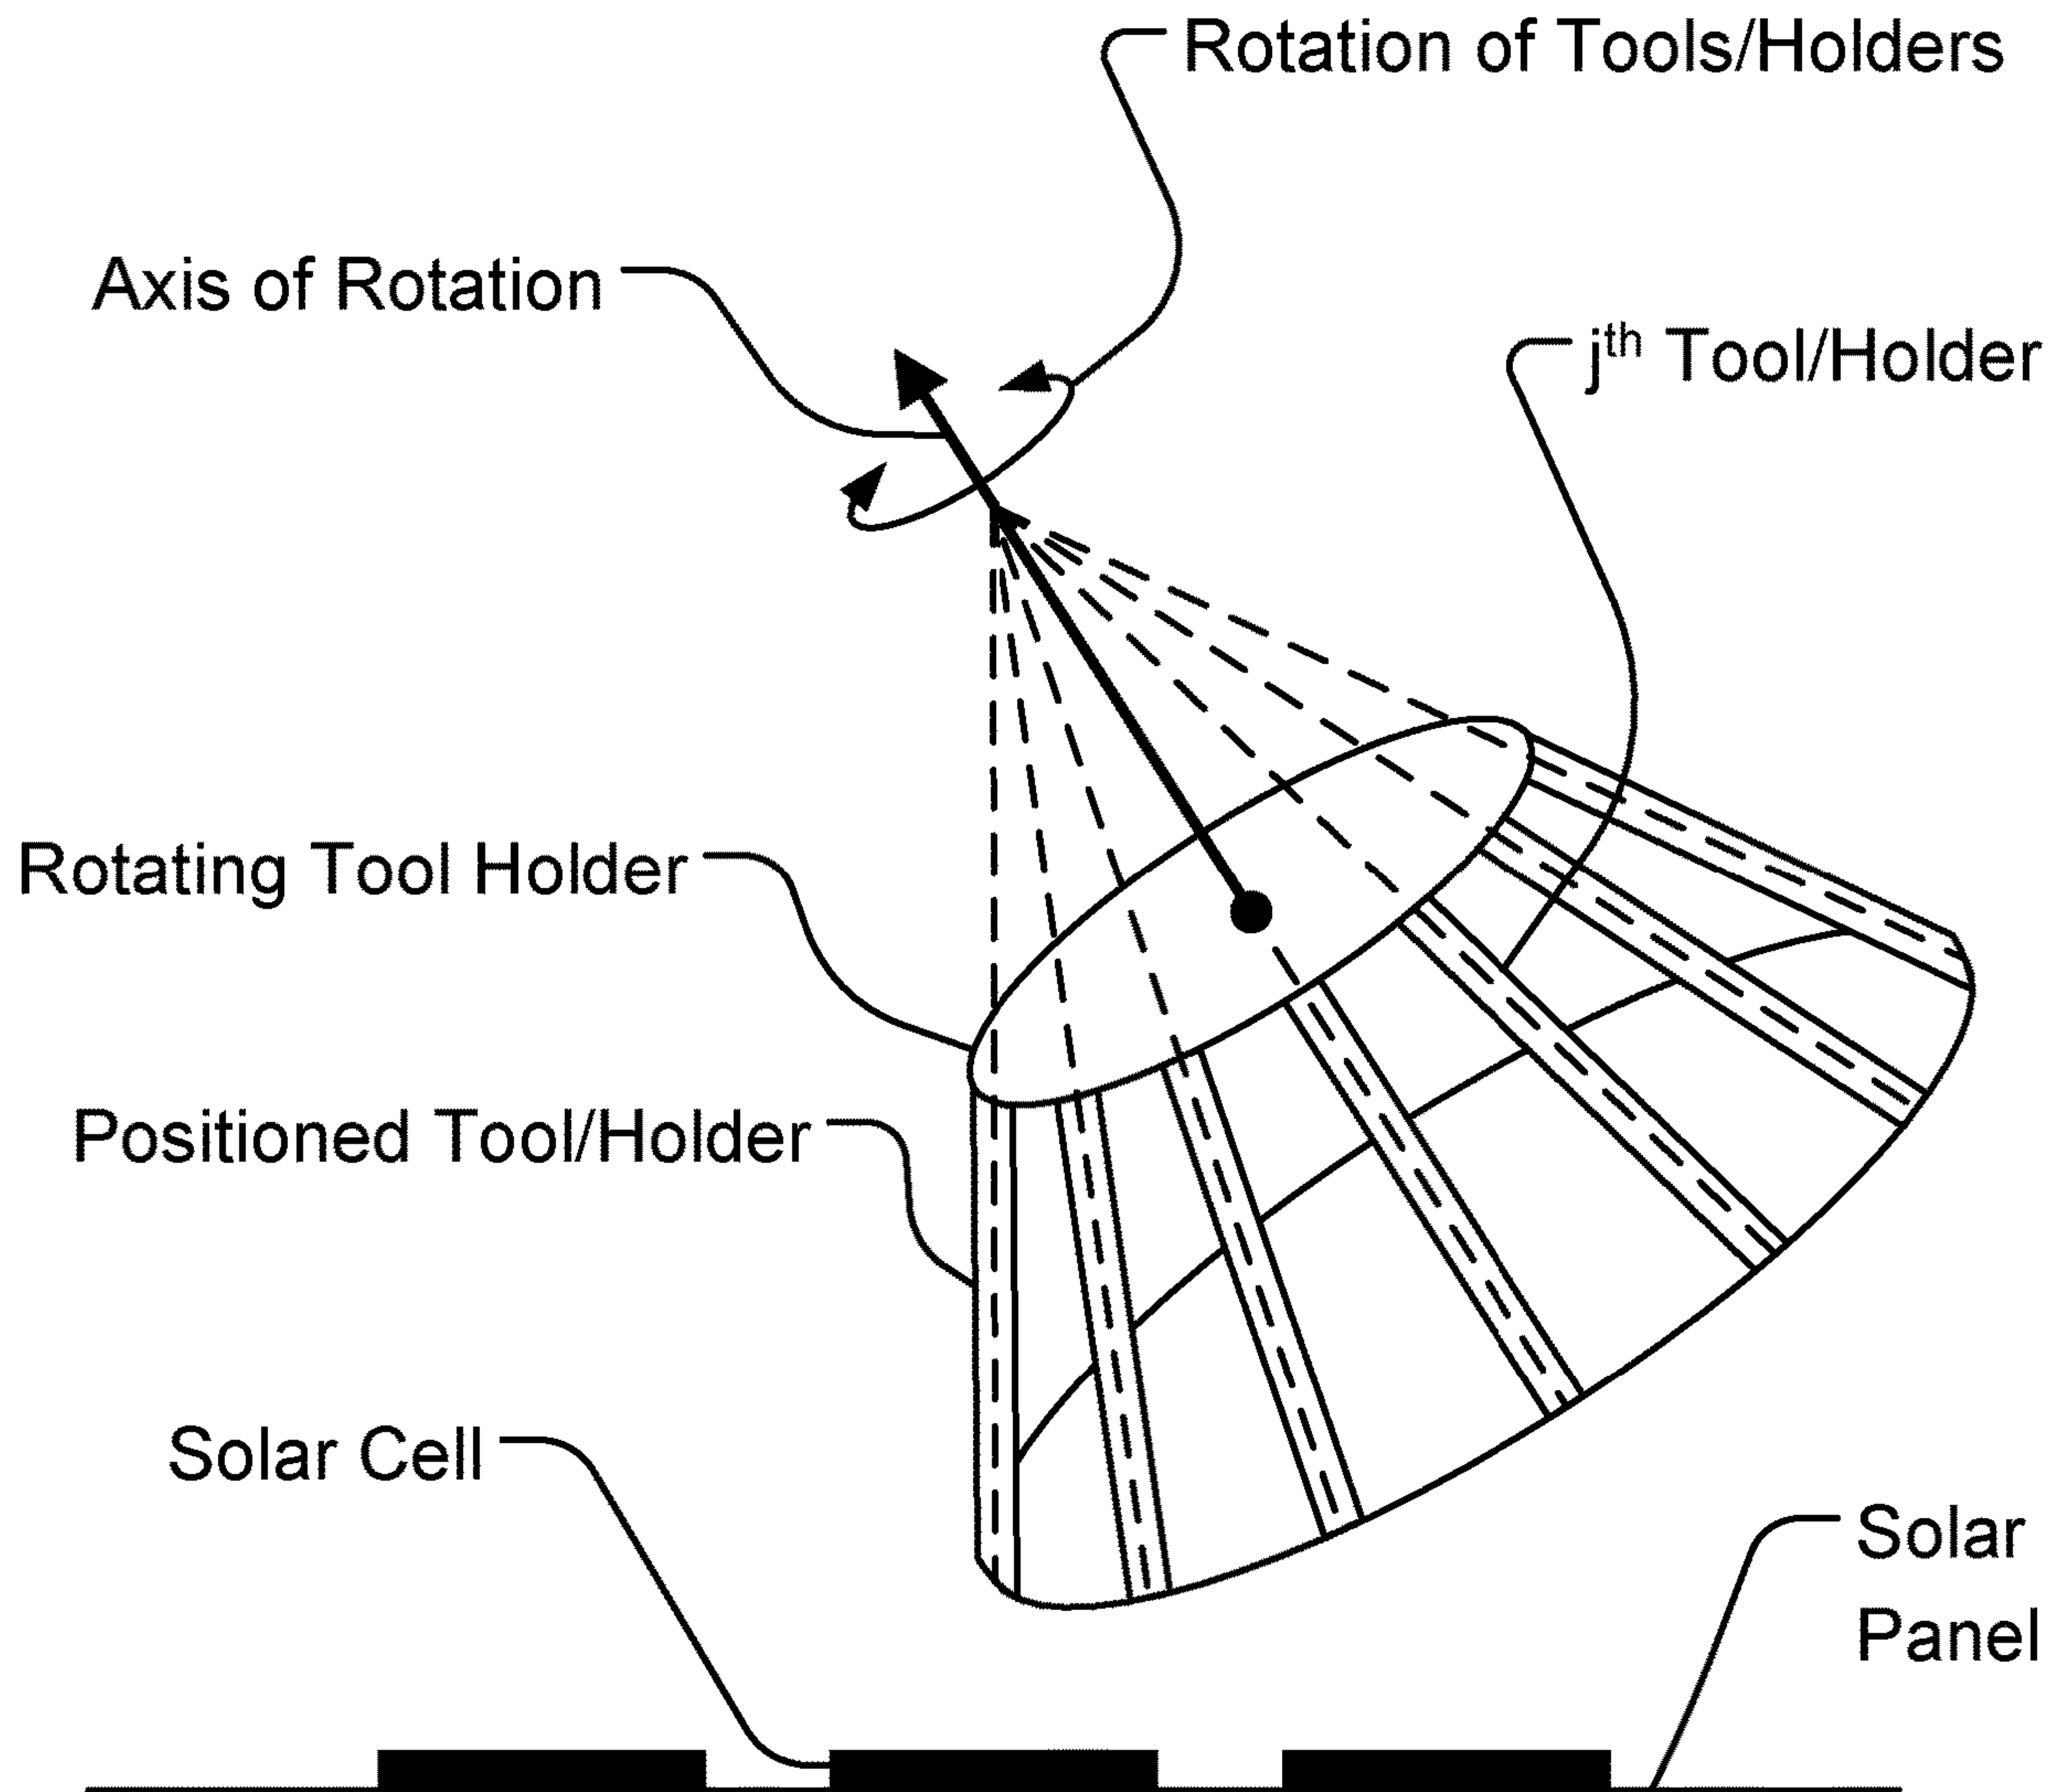 Rotation of Tools/Holders
Axis of Rotation
jth Tool/Holder
Rotating Tool Holder
Positioned Tool/Holder
Solar Cell
Solar
Panel